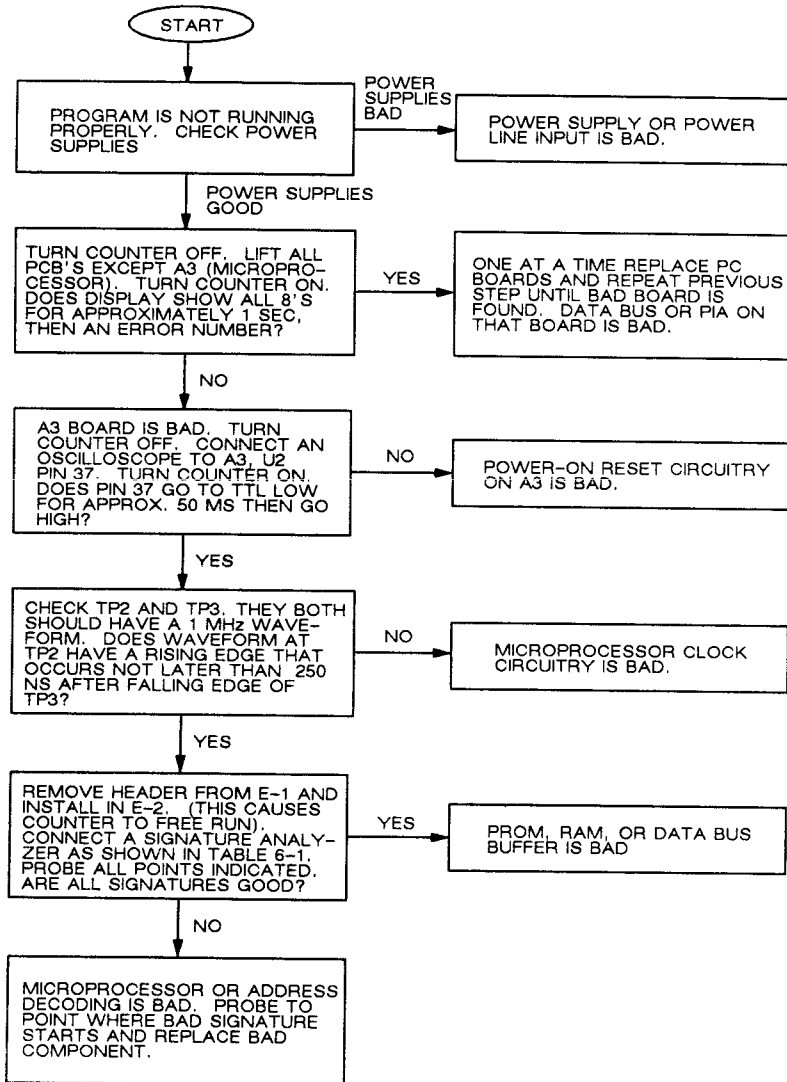 START
PROGRAM IS NOT RUNNING
PROPERLY. CHECK POWER
SUPPLIES
POWER
SUPPLIES
BAD
POWER SUPPLY OR POWER
LINE INPUT IS BAD.
POWER SUPPLIES
GOOD
TURN COUNTER OFF. LIFT ALL
PCB'S EXCEPT A3 (MICROPRO-
CESSOR). TURN COUNTER ON.
DOES DISPLAY SHOW ALL 8'S
FOR APPROXIMATELY 1 SEC,
THEN AN ERROR NUMBER?
YES
ONE AT A TIME REPLACE PC
BOARDS AND REPEAT PREVIOUS
STEP UNTIL BAD BOARD IS
FOUND. DATA BUS OR PIA ON
THAT BOARD IS BAD.
NO
A3 BOARD IS BAD. TURN
COUNTER OFF. CONNECT AN
OSCILLOSCOPE TO A3, U2
PIN 37. TURN COUNTER ON.
DOES PIN 37 GO TO TTL LOW
FOR APPROX. 50 MS THEN GO
HIGH?
NO
POWER-ON RESET CIRCUITRY
ON A3 IS BAD.
YES
CHECK TP2 AND TP3. THEY BOTH
SHOULD HAVE A 1 MHz WAVE-
FORM. DOES WAVEFORM AT
TP2 HAVE A RISING EDGE THAT
OCCURS NOT LATER THAN 250
NS AFTER FALLING EDGE OF
TP3?
NO
MICROPROCESSOR CLOCK
CIRCUITRY IS BAD.
YES
REMOVE HEADER FROM E-1 AND
INSTALL IN E-2. (THIS CAUSES
COUNTER TO FREE RUN).
CONNECT A SIGNATURE ANALY-
ZER AS SHOWN IN TABLE 6-1.
PROBE ALL POINTS INDICATED.
ARE ALL SIGNATURES GOOD?
YES
PROM, RAM, OR DATA BUS
BUFFER IS BAD
NO
MICROPROCESSOR OR ADDRESS
DECODING IS BAD. PROBE TO
POINT WHERE BAD SIGNATURE
STARTS AND REPLACE BAD
COMPONENT.